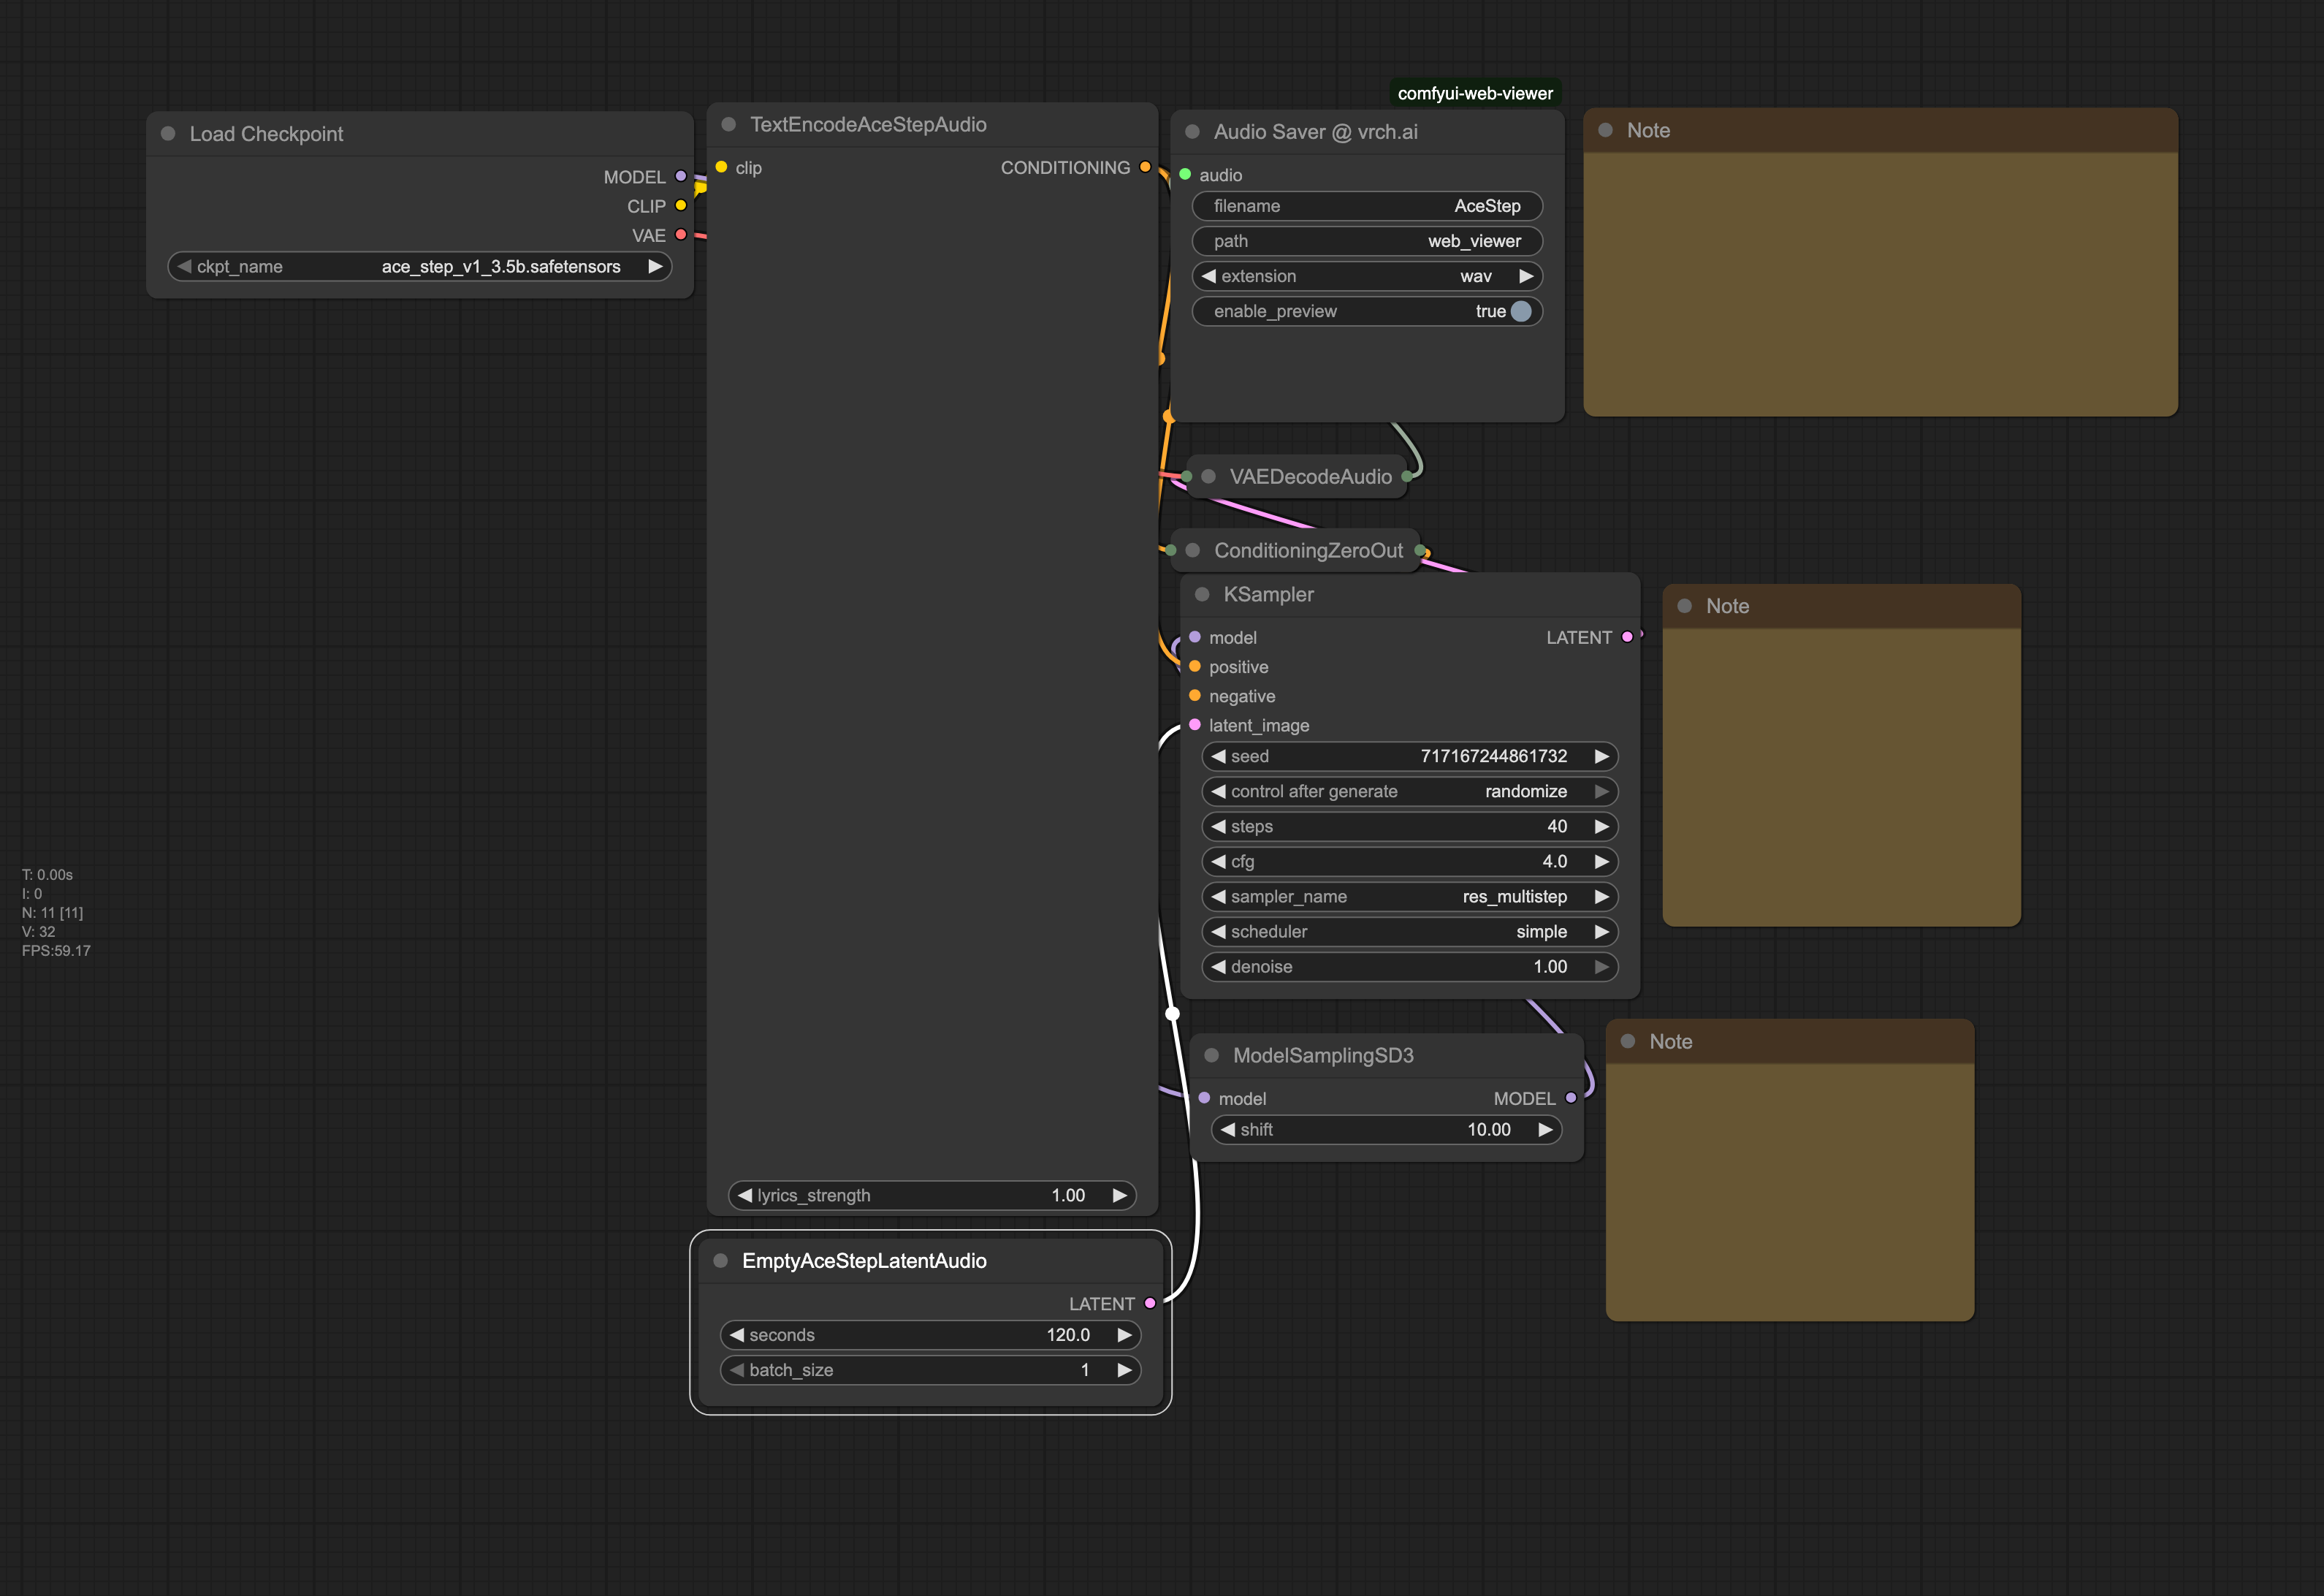 Load Checkpoint
MODEL
CLIP
VAE
ckpt_name ace_step_v1_3.5b.safetensors
TextEncodeAceStepAudio
clip CONDITIONING
lyrics_strength 1.00
EmptyAceStepLatentAudio
LATENT
seconds 120.0
batch_size 1
comfyui-web-viewer
Audio Saver @ vrch.ai
audio
filename AceStep
path web_viewer
extension wav
enable_preview true
VAEDecodeAudio
ConditioningZeroOut
KSampler
model LATENT
positive
negative
latent_image
seed 717167244861732
control after generate randomize
steps 40
cfg 4.0
sampler_name res_multistep
scheduler simple
denoise 1.00
ModelSamplingSD3
model MODEL
shift 10.00
Note
Note
Note
T: 0.00s
I: 0
N: 11 [11]
V: 32
FPS:59.17